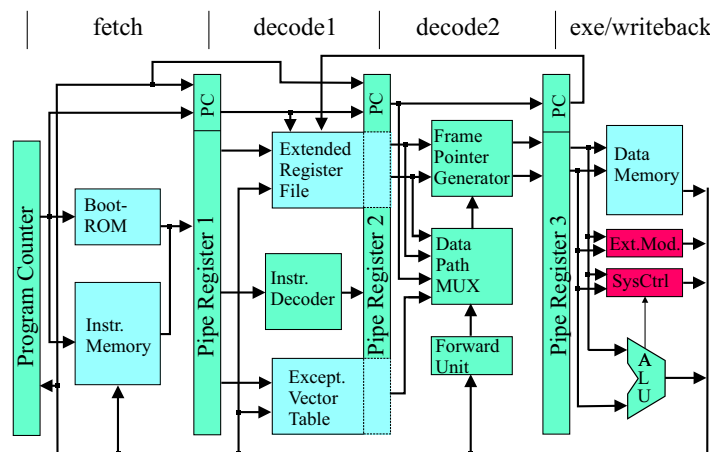 fetch
decode1
decode2
exe/writeback
Program Counter
Boot-
ROM
Instr.
Memory
PC
Pipe Register 1
Extended
Register
File
Instr.
Decoder
Except.
Vector
Table
PC
Pipe Register 2
Frame
Pointer
Generator
Data
Path
MUX
Forward
Unit
PC
Pipe Register 3
Data
Memory
Ext.Mod.
SysCtrl
A
L
U